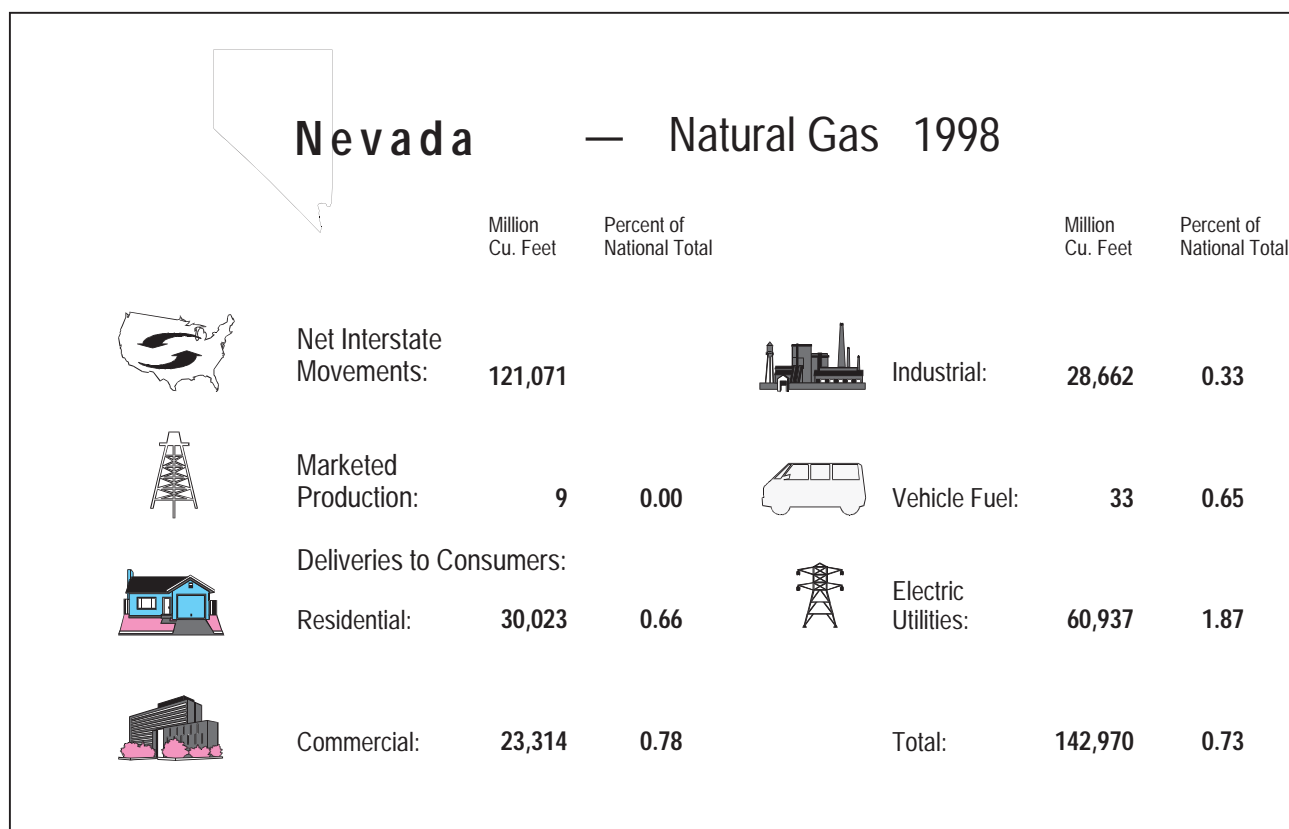 Nevada — Natural Gas 1998
Million Cu. Feet Percent of National Total
Net Interstate
Movements: 121,071
Marketed
Production: 9 0.00
Deliveries to Consumers:
Residential: 30,023 0.66
Commercial: 23,314 0.78
Million Cu. Feet Percent of National Total
Industrial: 28,662 0.33
Vehicle Fuel: 33 0.65
Electric
Utilities: 60,937 1.87
Total: 142,970 0.73